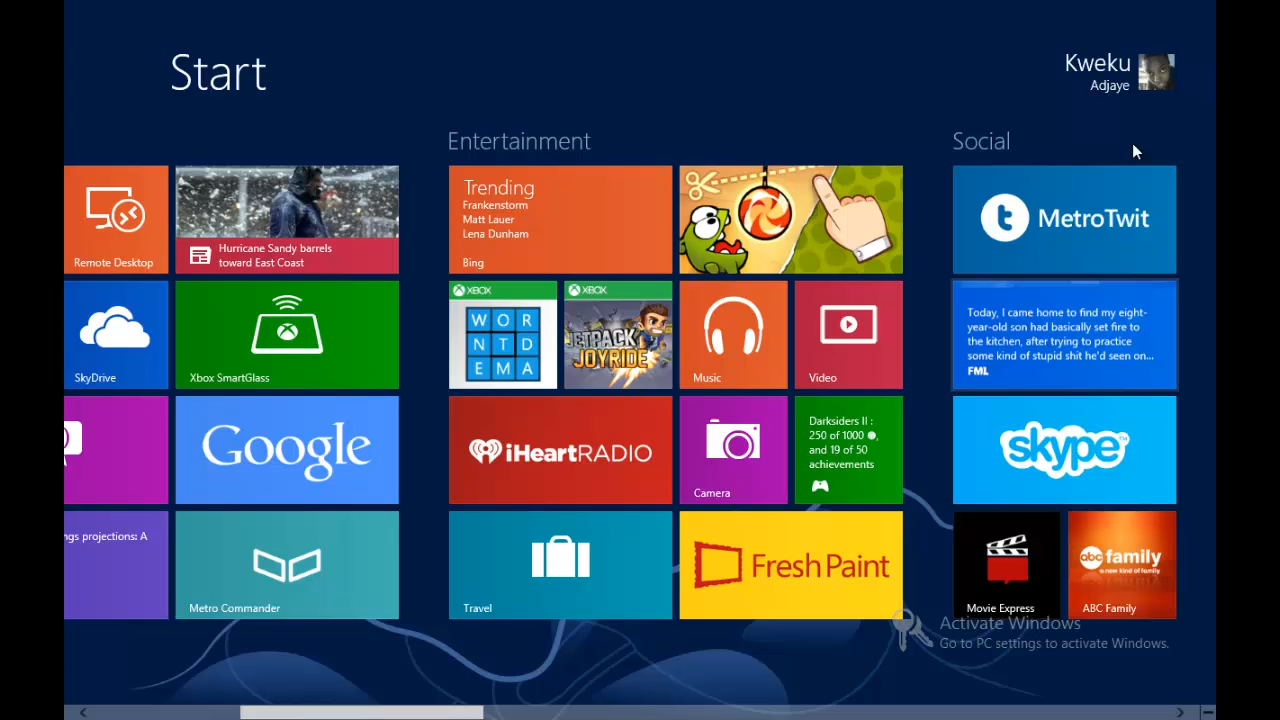 Start
Kweku
Adjaye
Entertainment
Social
Remote Desktop
Hurricane Sandy barrels
toward East Coast
Trending
Frankenstorm
Matt Lauer
Lena Dunham
Bing
MetroTwit
SkyDrive
Xbox SmartGlass
XBOX
WOR
NTD
EMA
XBOX
JETPACK
JOYRIDE
Music
Video
Today, I came home to find my eight-
year-old son had basically set fire to
the kitchen, after trying to practice
some kind of stupid shit he'd seen on...
FML
Google
iHeartRADIO
Camera
Darksiders II :
250 of 1000 G,
and 19 of 50
achievements
skype™
ngs projections: A
Metro Commander
Travel
Fresh Paint
Movie Express
abc family
a new kind of family
ABC Family
Activate Windows
Go to PC settings to activate Windows.